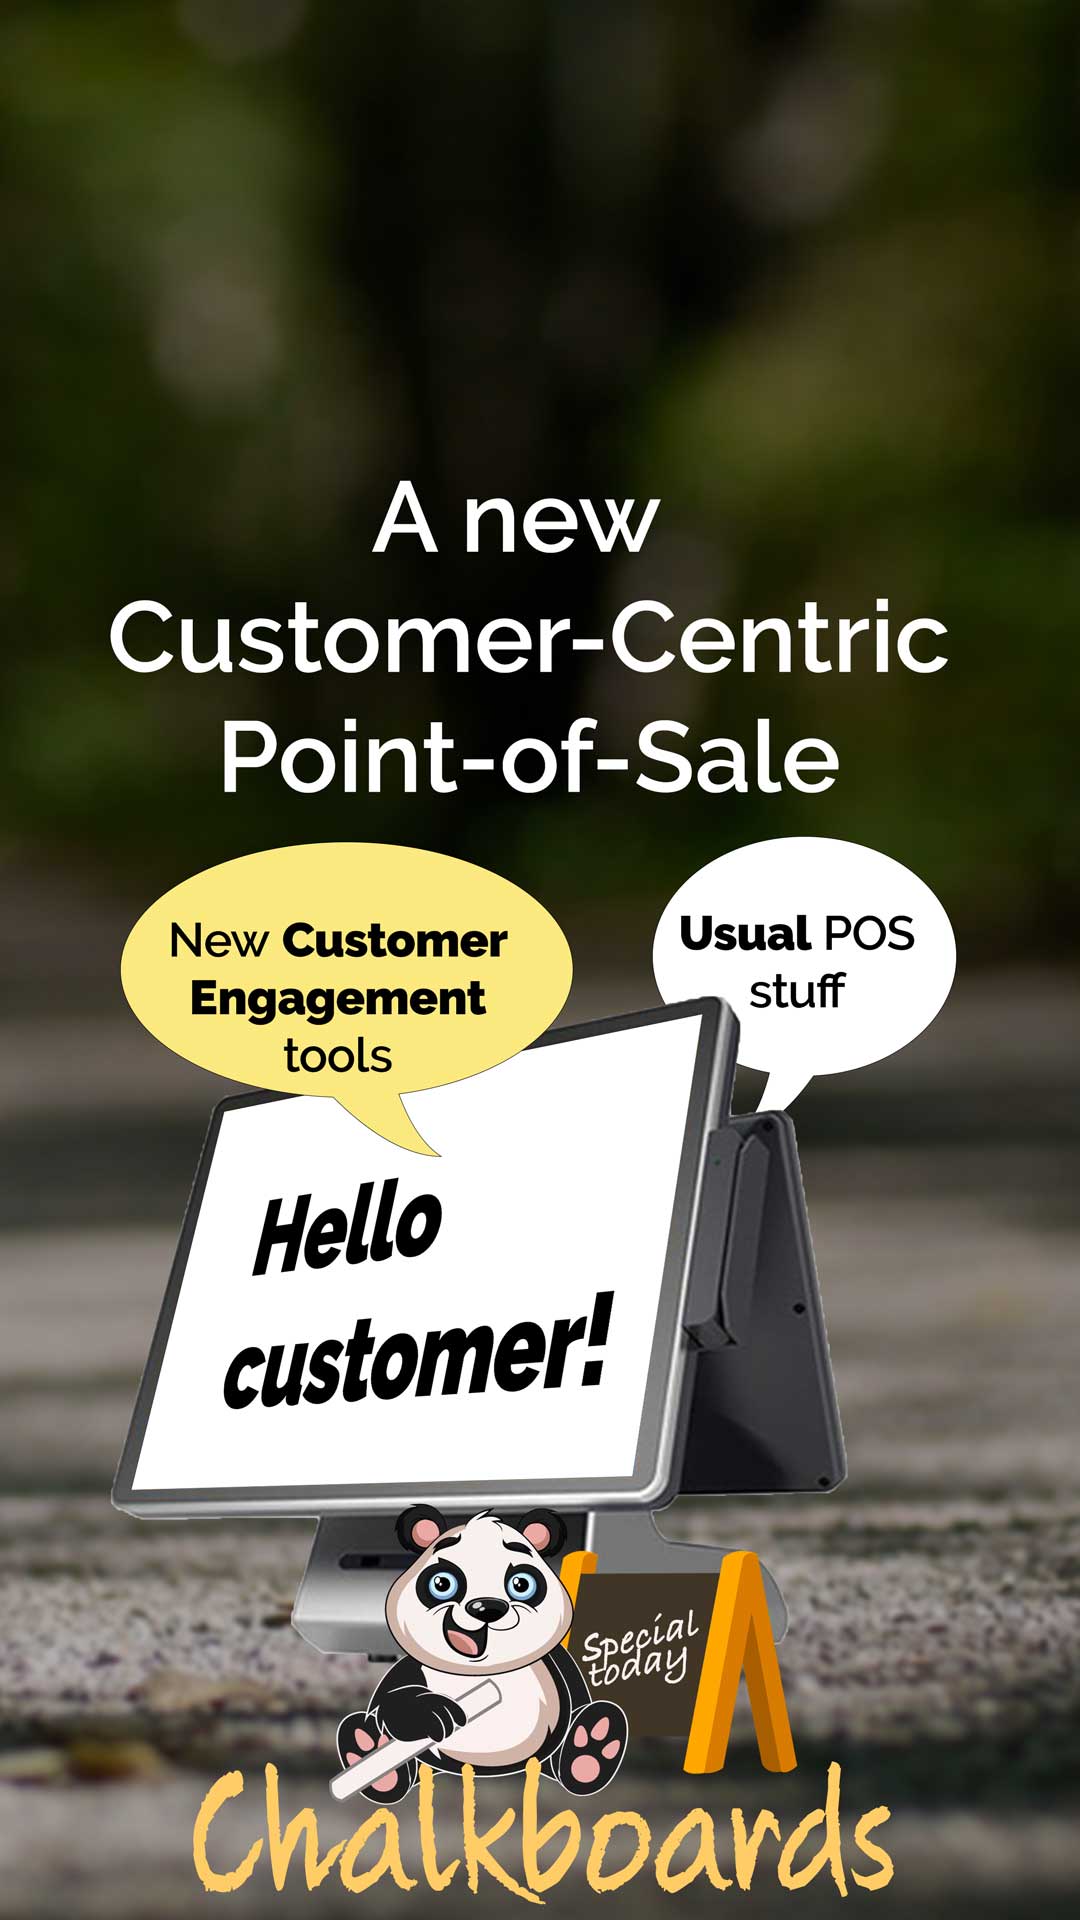 A new
Customer-Centric
Point-of-Sale
New Customer
Engagement
tools
Usual POS
stuff
Hello
customer!
Special
today
Chalkboards